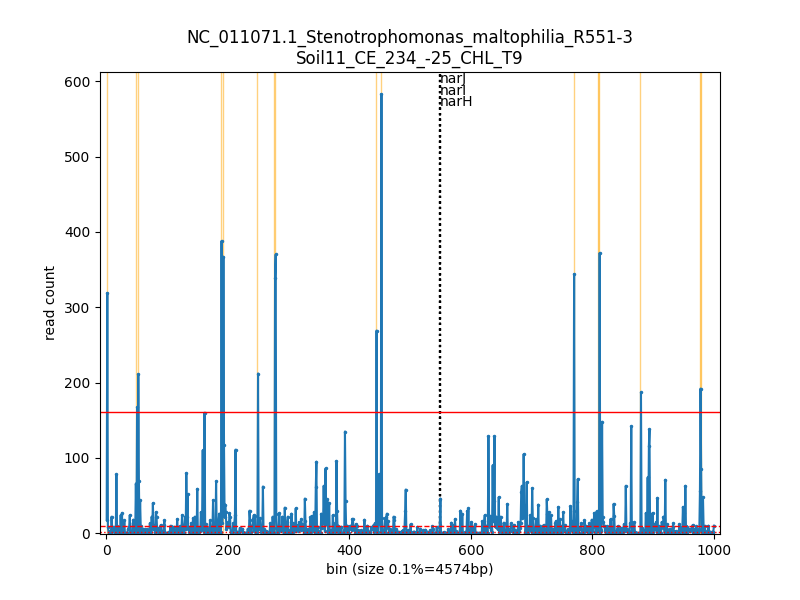 NC_011071.1_Stenotrophomonas_maltophilia_R551-3
Soil11_CE_234_-25_CHL_T9
600
500
400
300
200
100
0
read count
narJ
narI
narH
0
200
400
600
800
1000
bin (size 0.1%=4574bp)